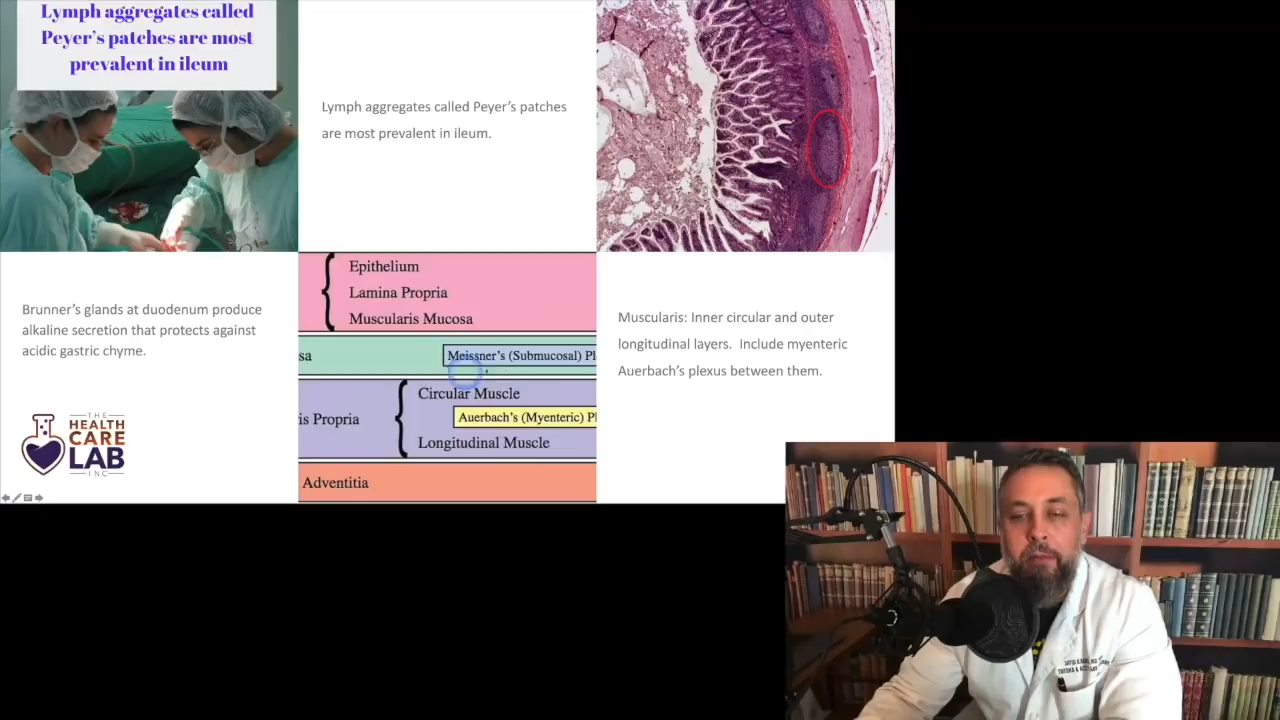 Lymph aggregates called
Peyer’s patches are most
prevalent in ileum
Lymph aggregates called Peyer’s patches
are most prevalent in ileum.
Brunner’s glands at duodenum produce
alkaline secretion that protects against
acidic gastric chyme.
THE
HEALTH
CARE
LAB
INC
Epithelium
Lamina Propria
Muscularis Mucosa
sa
Meissner’s (Submucosal) Pl
is Propria
Circular Muscle
Auerbach’s (Myenteric) P
Longitudinal Muscle
Adventitia
Muscularis: Inner circular and outer
longitudinal layers. Include myenteric
Auerbach’s plexus between them.